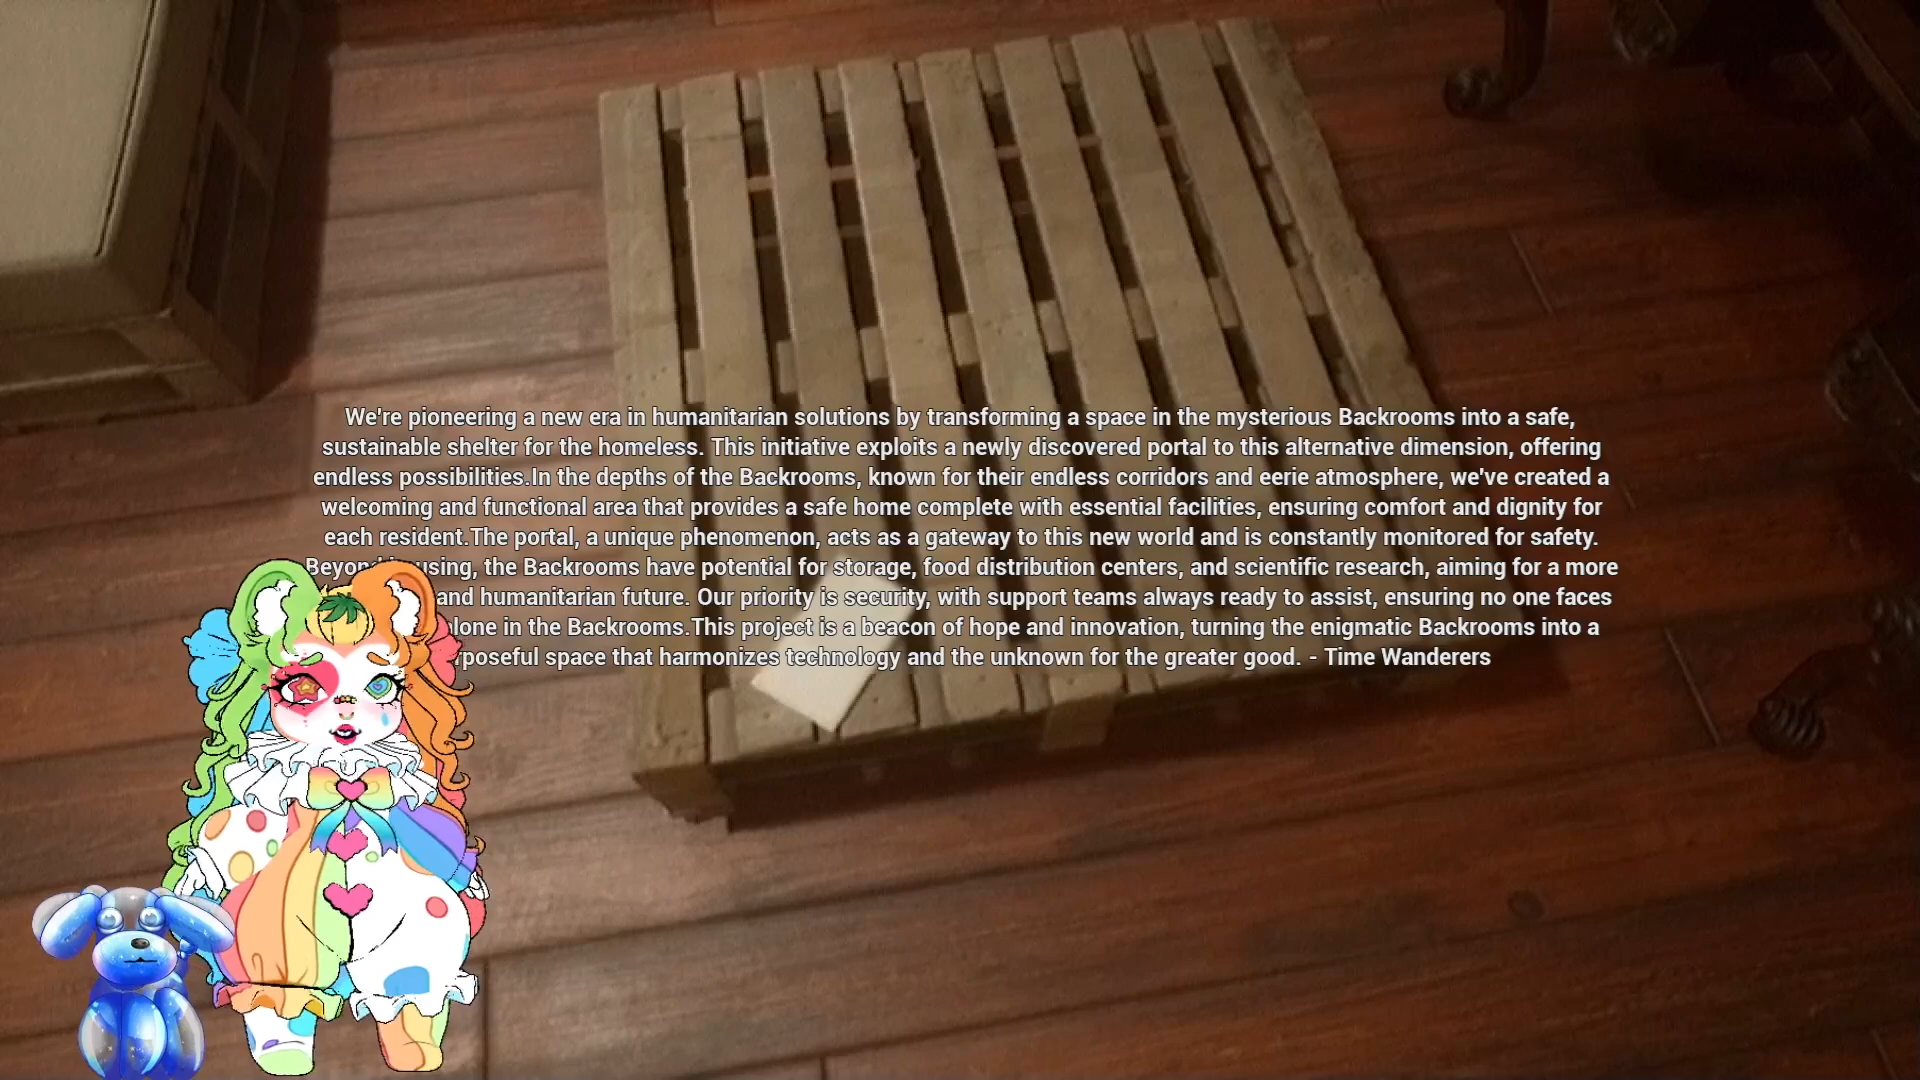 We're pioneering a new era in humanitarian solutions by transforming a space in the mysterious Backrooms into a safe,
sustainable shelter for the homeless. This initiative exploits a newly discovered portal to this alternative dimension, offering
endless possibilities.In the depths of the Backrooms, known for their endless corridors and eerie atmosphere, we've created a
welcoming and functional area that provides a safe home complete with essential facilities, ensuring comfort and dignity for
each resident.The portal, a unique phenomenon, acts as a gateway to this new world and is constantly monitored for safety.
the Backrooms have potential for storage, food distribution centers, and scientific research, aiming for a more
and humanitarian future. Our priority is security, with support teams always ready to assist, ensuring no one faces
in the Backrooms.This project is a beacon of hope and innovation, turning the enigmatic Backrooms into a
space that harmonizes technology and the unknown for the greater good. - Time Wanderers